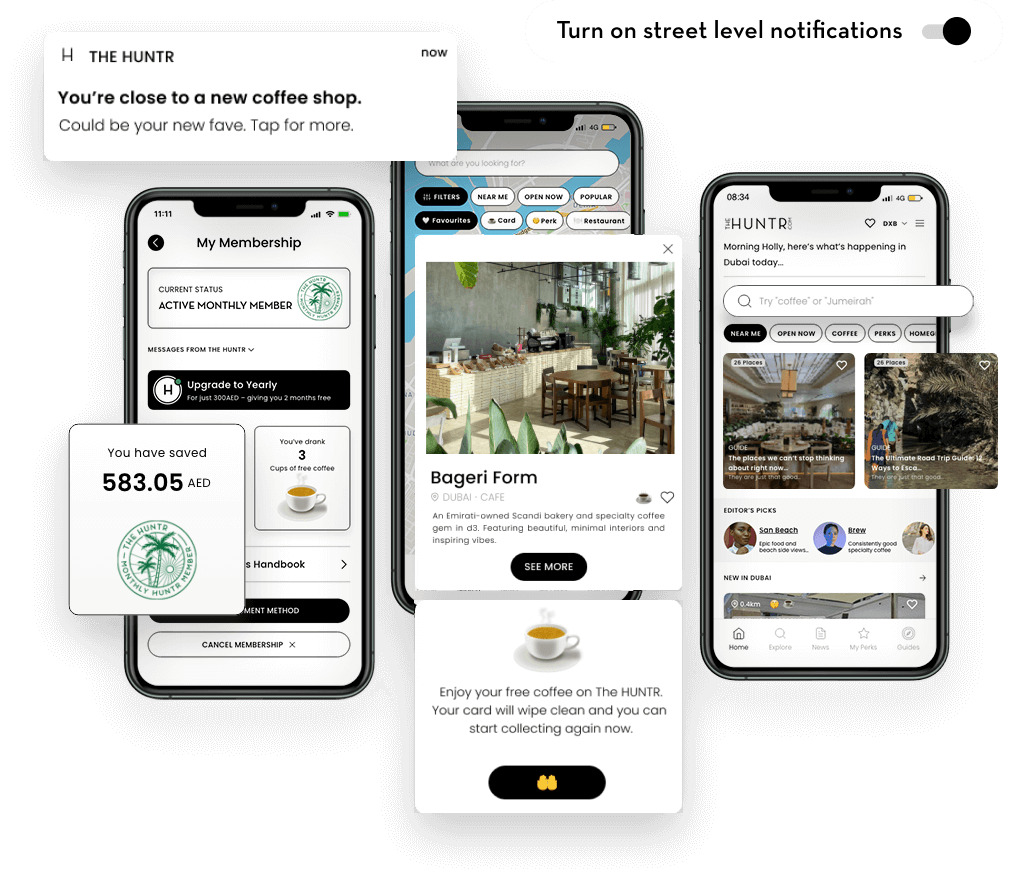 Turn on street level notifications
H THE HUNTR
now
You're close to a new coffee shop.
Could be your new fave. Tap for more.
11:11
My Membership
CURRENT STATUS
ACTIVE MONTHLY MEMBER
THE HUNTR
MONTHLY HUNTR MEMBER
MESSAGES FROM THE HUNTR
H
Upgrade to Yearly
For just 300AED – giving you 2 months free
You have saved
583.05 AED
THE HUNTR
MONTHLY HUNTR MEMBER
You've drank
3
Cups of free coffee
s Handbook
MENT METHOD
CANCEL MEMBERSHIP
4G
What are you looking for?
FILTERS
NEAR ME
OPEN NOW
POPULAR
Favourites
Card
Perk
Restaurant
Bageri Form
DUBAI · CAFE
An Emirati-owned Scandi bakery and specialty coffee
gem in d3. Featuring beautiful, minimal interiors and
inspiring vibes.
SEE MORE
Enjoy your free coffee on The HUNTR.
Your card will wipe clean and you can
start collecting again now.
08:34
4G
THE HUNTR .COM
DXB
Morning Holly, here's what's happening in
Dubai today...
Try "coffee" or "Jumeirah"
NEAR ME
OPEN NOW
COFFEE
PERKS
HOMEG
26 Places
GUIDE
The places we can't stop thinking
about right now...
They are just that good..
26 Places
GUIDE
The Ultimate Road Trip Guide: 12
Ways to Esca...
They are just that good..
EDITOR'S PICKS
San Beach
Epic food and
beach side views...
Brew
Consistently good
specialty coffee
NEW IN DUBAI
0.4km
Home
Explore
News
My Perks
Guides